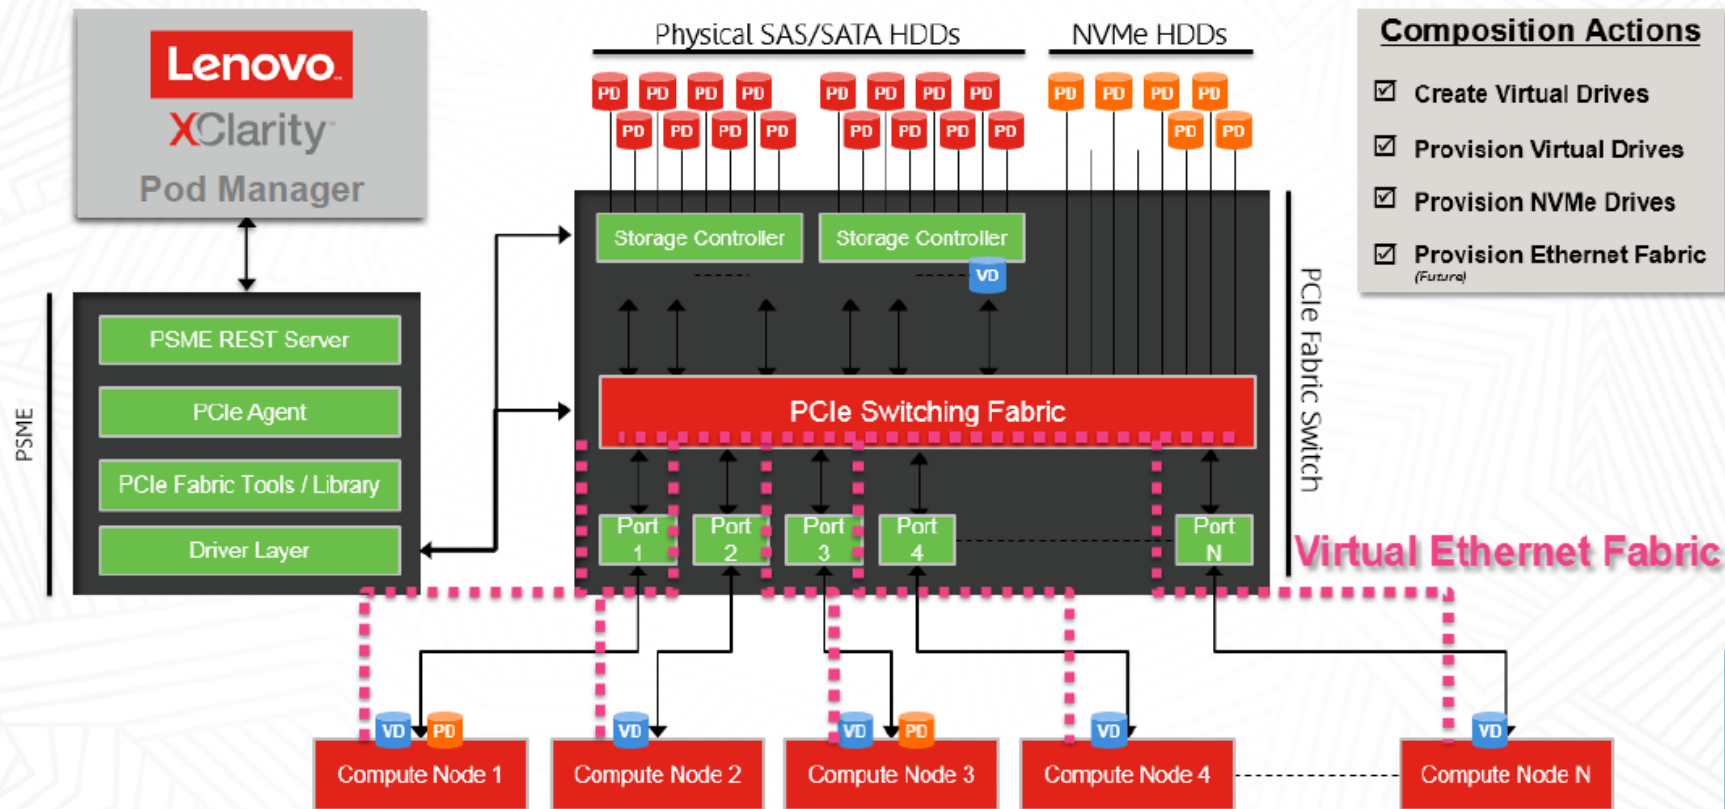 Lenovo
XClarity
Pod Manager
Physical SAS/SATA HDDs
NVMe HDDs
PD PD PD PD PD PD PD PD PD PD PD PD
PD PD PD PD PD PD PD PD PD PD
Composition Actions
Create Virtual Drives
Provision Virtual Drives
Provision NVMe Drives
Provision Ethernet Fabric
(Future)
Storage Controller
Storage Controller
VD
PSME
PSME REST Server
PCIe Agent
PCIe Fabric Tools / Library
Driver Layer
PCIe Switching Fabric
PCIe Fabric Switch
Port
1
Port
2
Port
3
Port
4
Port
N
Virtual Ethernet Fabric
VD PD
VD
VD PD
VD
VD
Compute Node 1
Compute Node 2
Compute Node 3
Compute Node 4
Compute Node N